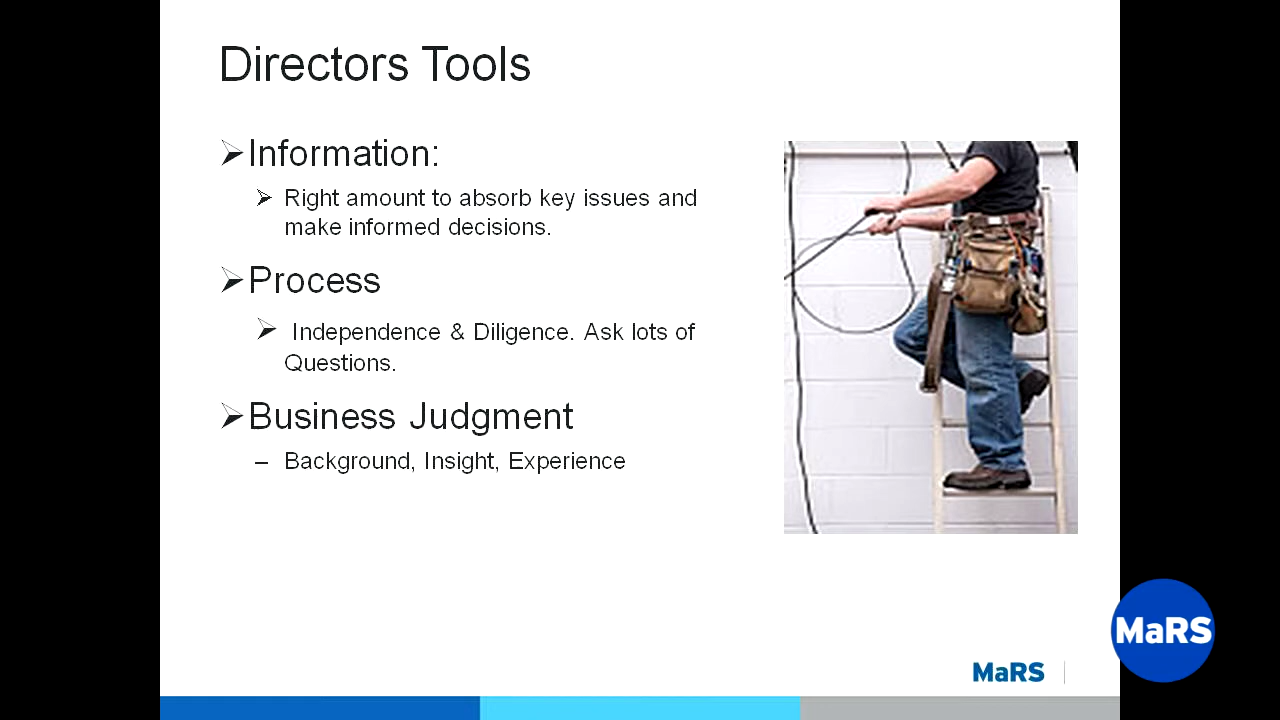 Directors Tools
➢Information:
➢ Right amount to absorb key issues and
make informed decisions.
➢Process
➢ Independence & Diligence. Ask lots of
Questions.
➢Business Judgment
– Background, Insight, Experience
MaRS
MaRS